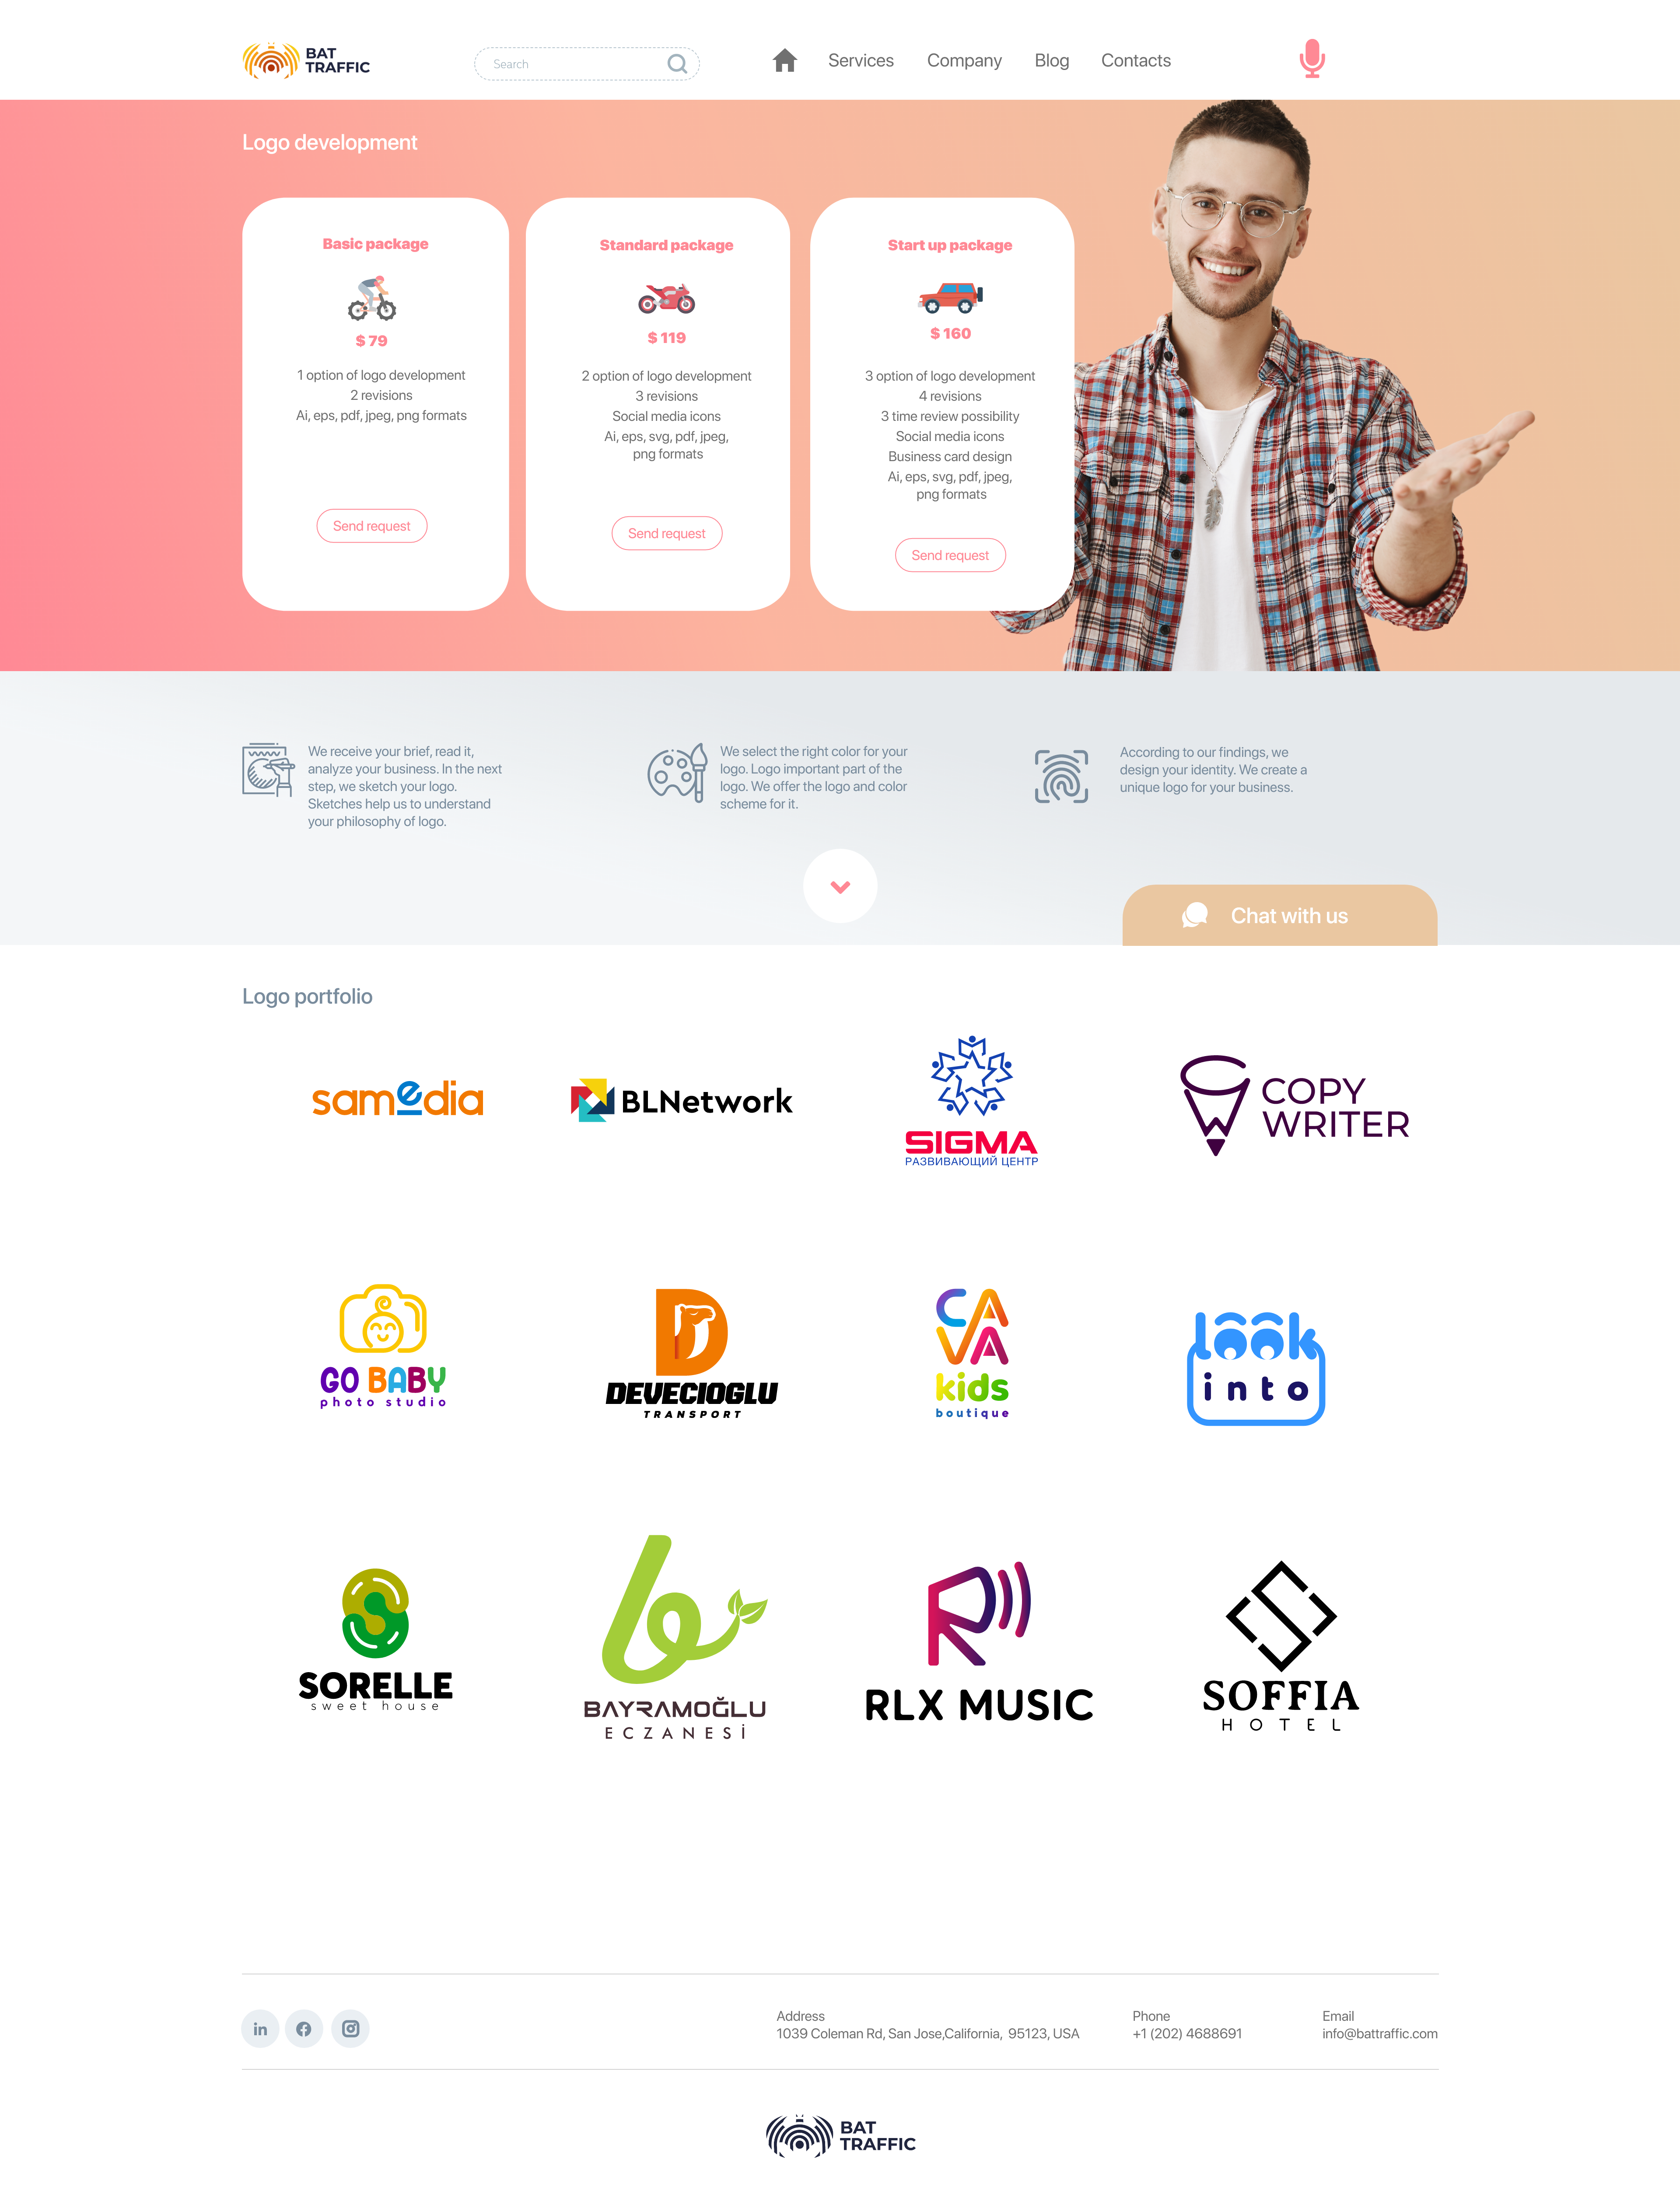 BAT
TRAFFIC
Search
Services
Company
Blog
Contacts
Logo development
Basic package
$ 79
1 option of logo development
2 revisions
Ai, eps, pdf, jpeg, png formats
Send request
Standard package
$ 119
2 option of logo development
3 revisions
Social media icons
Ai, eps, svg, pdf, jpeg,
png formats
Send request
Start up package
$ 160
3 option of logo development
4 revisions
3 time review possibility
Social media icons
Business card design
Ai, eps, svg, pdf, jpeg,
png formats
Send request
We receive your brief, read it,
analyze your business. In the next
step, we sketch your logo.
Sketches help us to understand
your philosophy of logo.
We select the right color for your
logo. Logo important part of the
logo. We offer the logo and color
scheme for it.
According to our findings, we
design your identity. We create a
unique logo for your business.
Chat with us
Logo portfolio
samedia
BLNetwork
SIGMA
РАЗВИВАЮЩИЙ ЦЕНТР
COPY
WRITER
GO BABY
photo studio
DEVECIOGLU
TRANSPORT
CA
VA
kids
boutique
look
into
SORELLE
sweet house
BAYRAMOĞLU
ECZANESİ
RLX MUSIC
SOFFIA
HOTEL
in
Address
1039 Coleman Rd, San Jose,California, 95123, USA
Phone
+1 (202) 4688691
Email
info@battraffic.com
BAT
TRAFFIC